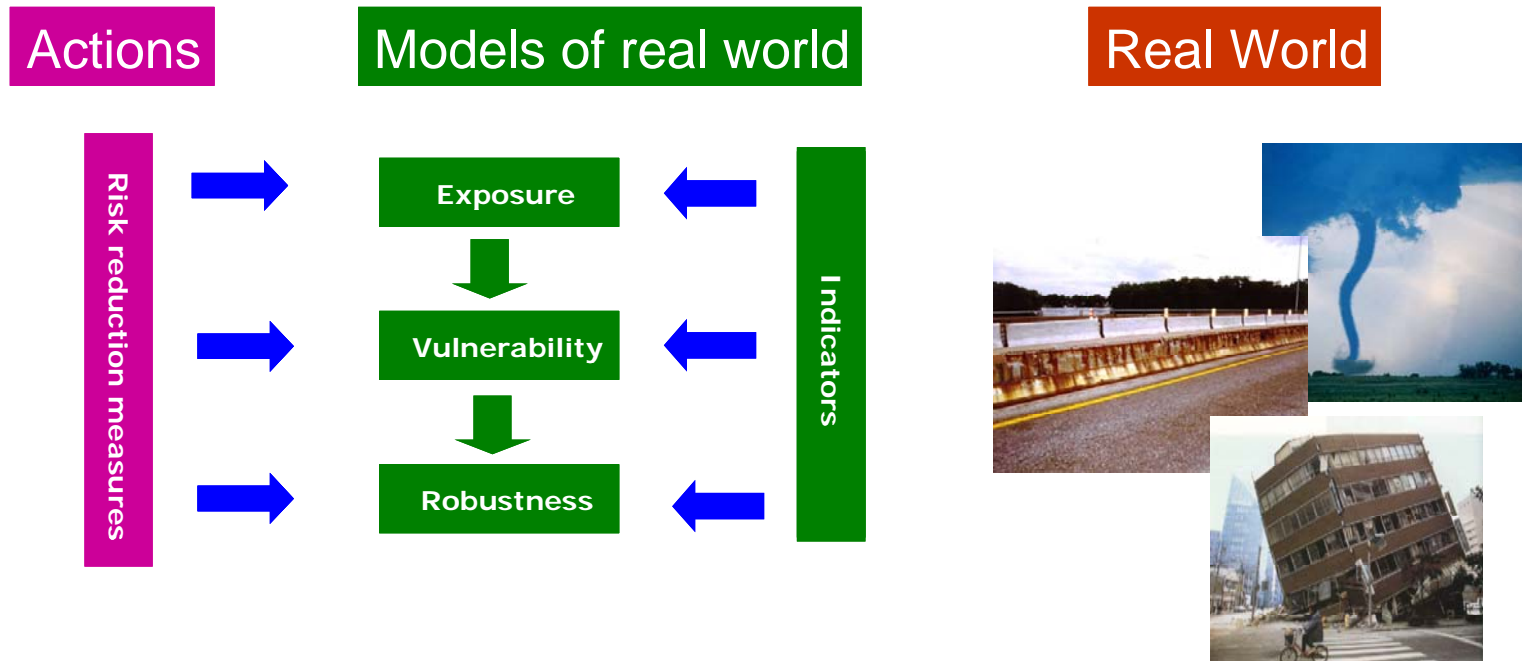 Actions
Models of real world
Real World
Risk reduction measures
Exposure
Vulnerability
Robustness
Indicators